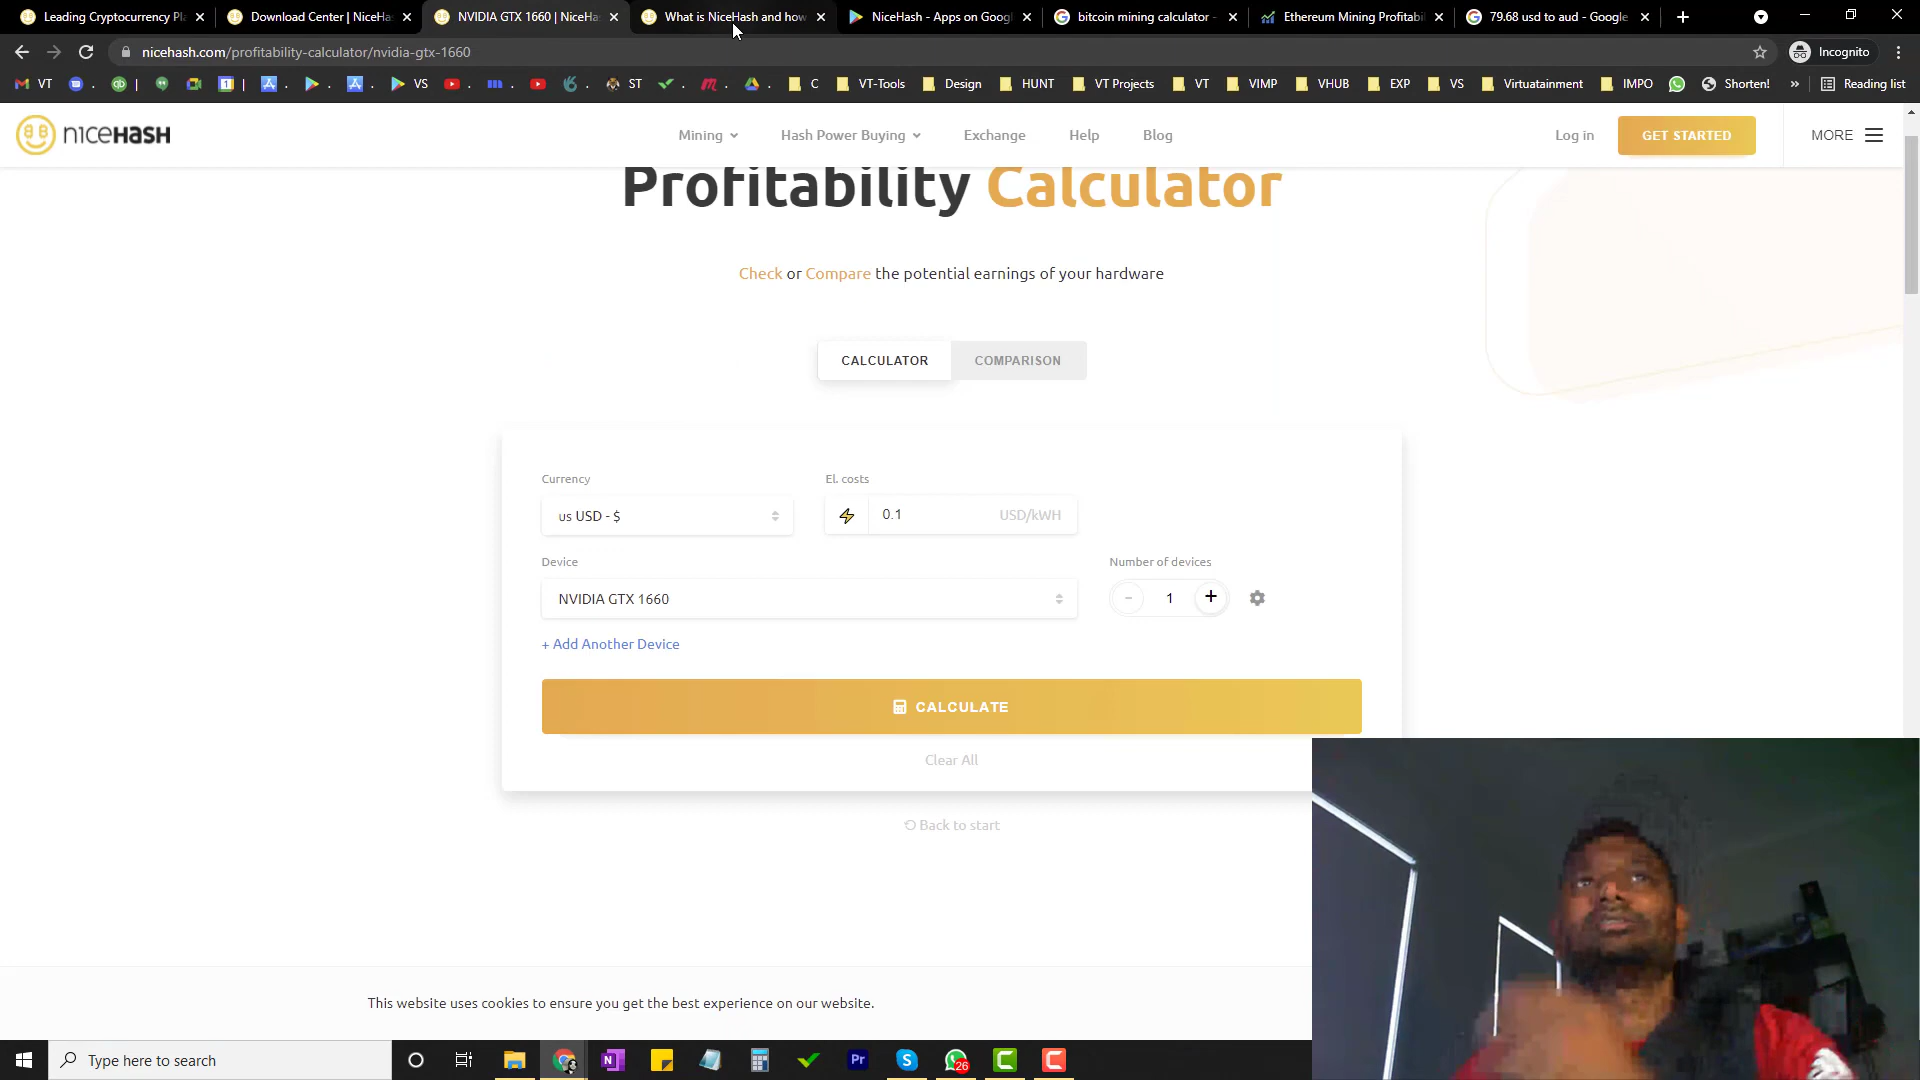 Leading Cryptocurrency Pl
Download Center | NiceHa
NVIDIA GTX 1660 | NiceHa
What is NiceHash and how
NiceHash - Apps on Googl
bitcoin mining calculator -
Ethereum Mining Profitabi
79.68 usd to aud - Google
nicehash.com/profitability-calculator/nvidia-gtx-1660
Incognito
VT
VS
ST
C
VT-Tools
Design
HUNT
VT Projects
VT
VIMP
VHUB
EXP
VS
Virtuatainment
IMPO
Shorten!
»
Reading list
niceHASH
Mining
Hash Power Buying
Exchange
Help
Blog
Log in
GET STARTED
MORE
Profitability Calculator
Check or Compare the potential earnings of your hardware
CALCULATOR
COMPARISON
Currency
El. costs
us USD - $
0.1
USD/kWH
Device
Number of devices
NVIDIA GTX 1660
- 1 +
+ Add Another Device
CALCULATE
Clear All
Back to start
This website uses cookies to ensure you get the best experience on our website.
Type here to search
26